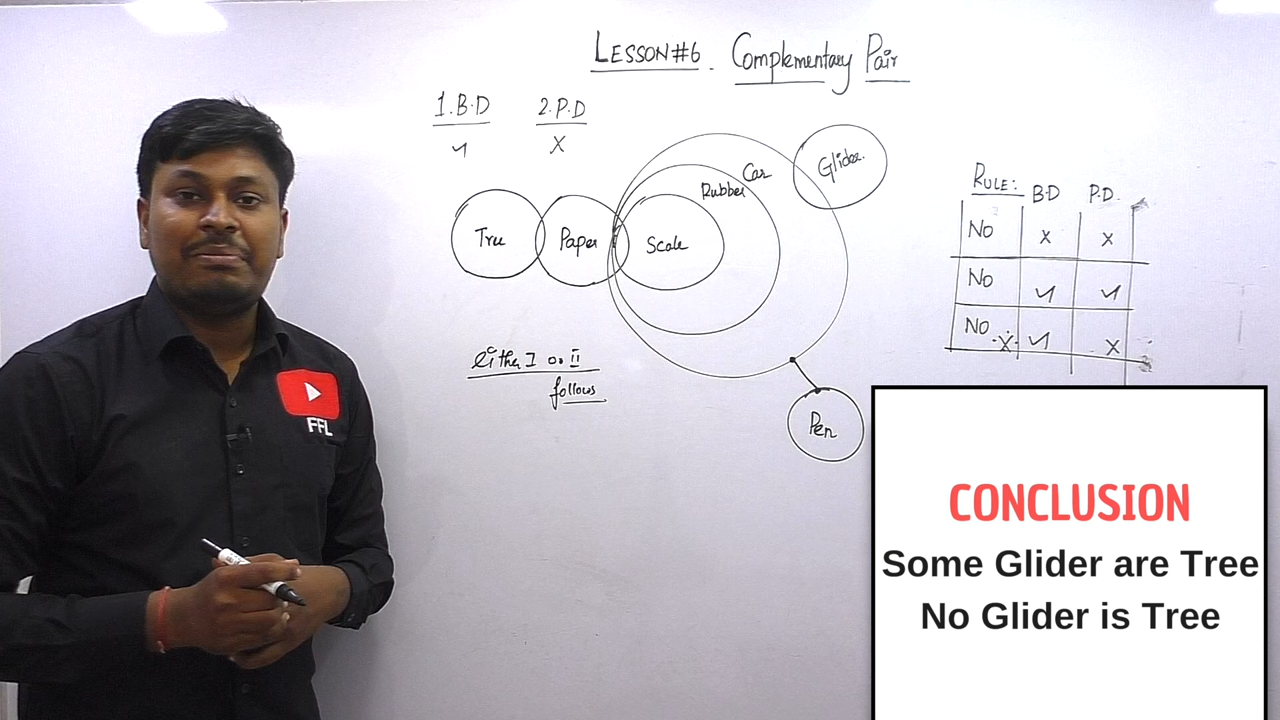 LESSON#6. Complementary Pair
1.B.D 2.P.D
✓ X
Tree
Paper
Scale
Rubber
Car
Glider
Pen
Either I or II
follows
RULE: B.D P.D.
NO X X
NO ✓ ✓
NO X ✓ X
FFL
CONCLUSION
Some Glider are Tree
No Glider is Tree